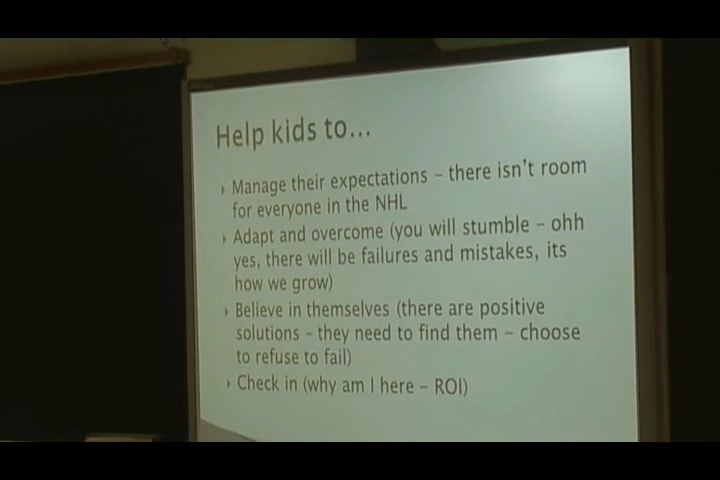 Help kids to...
Manage their expectations – there isn't room
for everyone in the NHL
Adapt and overcome (you will stumble – ohh
yes, there will be failures and mistakes, its
how we grow)
Believe in themselves (there are positive
solutions – they need to find them – choose
to refuse to fail)
Check in (why am I here – ROI)